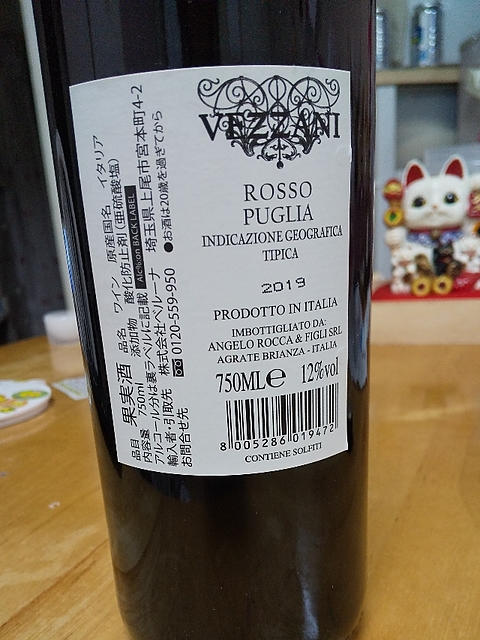 VEZZANI
ROSSO
PUGLIA
INDICAZIONE GEOGRAFICA
TIPICA
2019
PRODOTTO IN ITALIA
IMBOTTIGLIATO DA:
ANGELO ROCCA & FIGLI SRL
AGRATE BRIANZA - ITALIA
750MLe 12%vol
8 005286 019472
CONTIENE SOLFITI
品目 果実酒 品名 ワイン 原産国名 イタリア
内容量 750ml 添加物 酸化防止剤(亜硫酸塩)
アルコール分は裏ラベルに記載 Alc.% on BACK LABEL
輸入者・引取先 株式会社ベルーナ 埼玉県上尾市宮本町4-2
お問合せ先 0120-559-950 ●お酒は20歳を過ぎてから